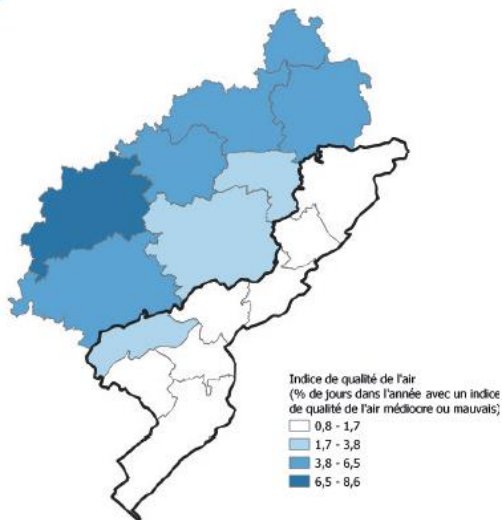 Indice de qualité de l'air
(% de jours dans l'année avec un indice
de qualité de l'air médiocre ou mauvais)
0,8 - 1,7
1,7 - 3,8
3,8 - 6,5
6,5 - 8,6